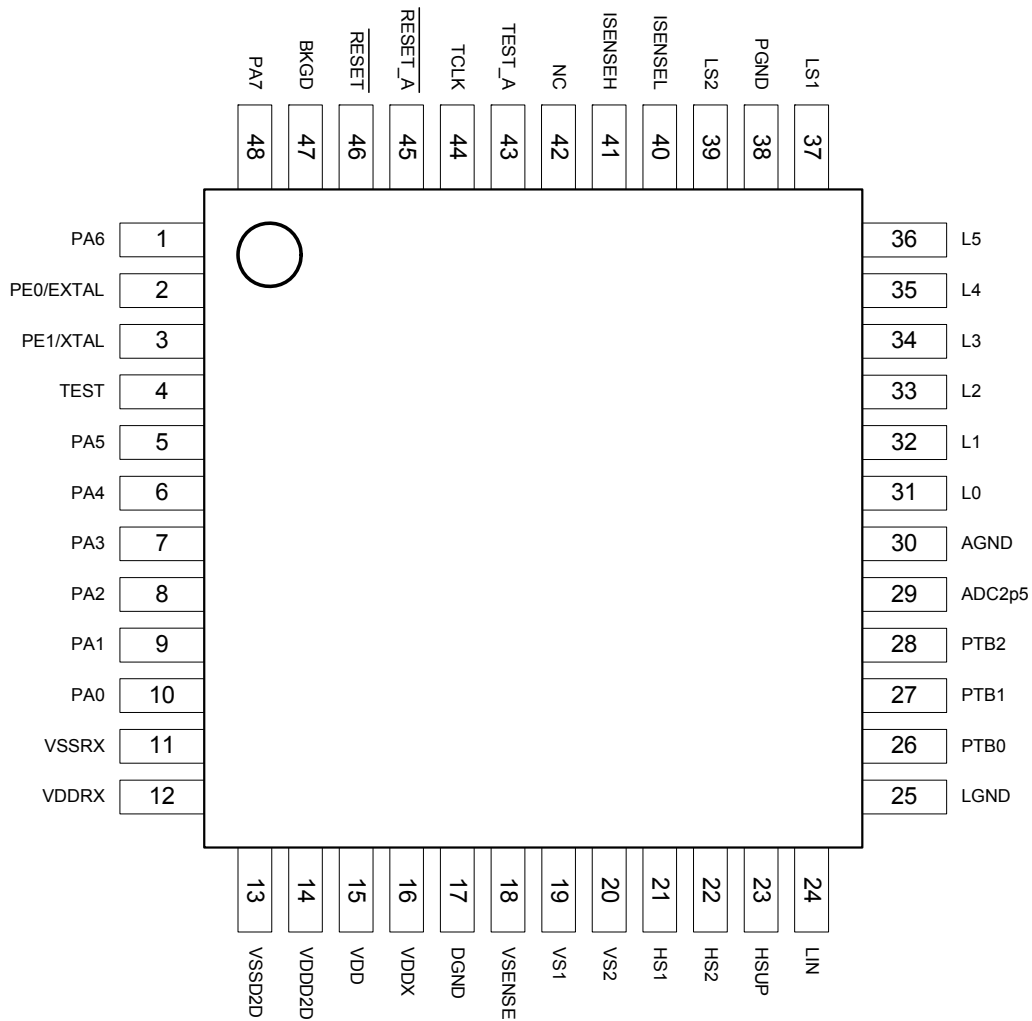 PA7
BKGD
RESET
RESET_A
TCLK
TEST_A
NC
ISENSEH
ISENSEL
LS2
PGND
LS1
48
47
46
45
44
43
42
41
40
39
38
37
PA6 1
PE0/EXTAL 2
PE1/XTAL 3
TEST 4
PA5 5
PA4 6
PA3 7
PA2 8
PA1 9
PA0 10
VSSRX 11
VDDRX 12
36 L5
35 L4
34 L3
33 L2
32 L1
31 L0
30 AGND
29 ADC2p5
28 PTB2
27 PTB1
26 PTB0
25 LGND
13
14
15
16
17
18
19
20
21
22
23
24
VSSD2D
VDDD2D
VDD
VDDX
DGND
VSENSE
VS1
VS2
HS1
HS2
HSUP
LIN